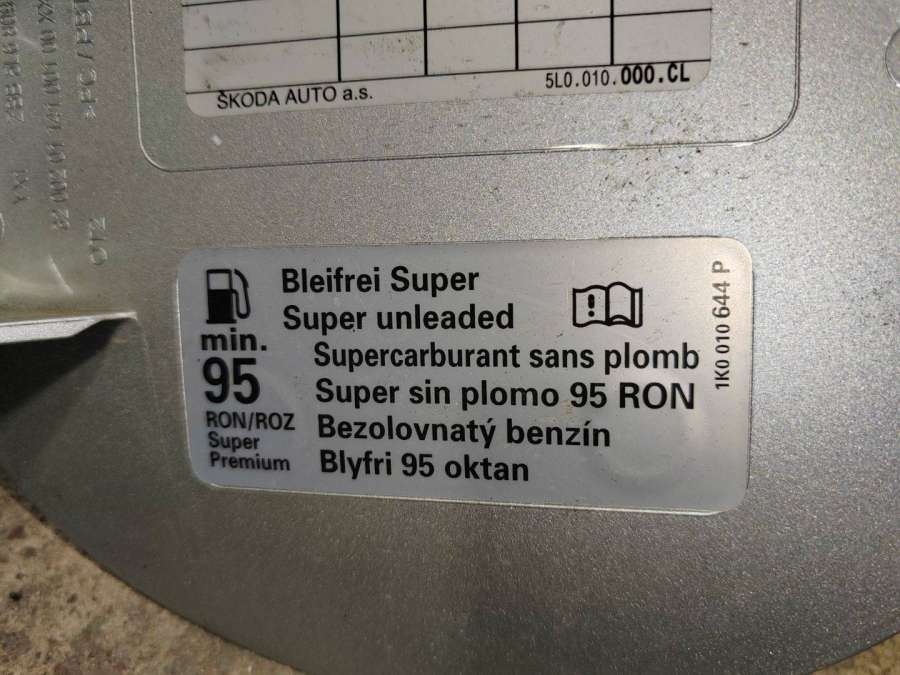 ŠKODA AUTO a.s.
5L0.010.000.CL
Bleifrei Super
Super unleaded
Supercarburant sans plomb
Super sin plomo 95 RON
Bezolovnatý benzín
Blyfri 95 oktan
min.
95
RON/ROZ
Super
Premium
1K0 010 644 P